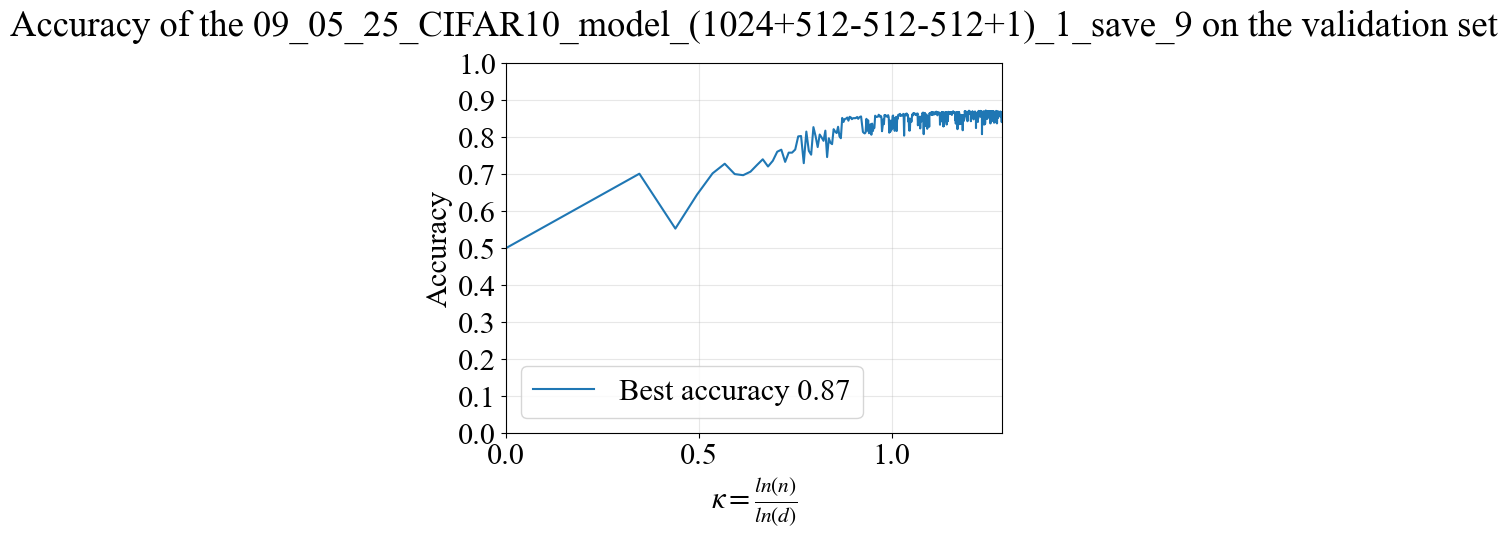 Accuracy of the 09_05_25_CIFAR10_model_(1024+512-512-512+1)_1_save_9 on the validation set
1.0
0.9
0.8
0.7
0.6
0.5
0.4
0.3
0.2
0.1
0.0
Accuracy
Best accuracy 0.87
0.0 0.5 1.0
κ = ln(n)/ln(d)